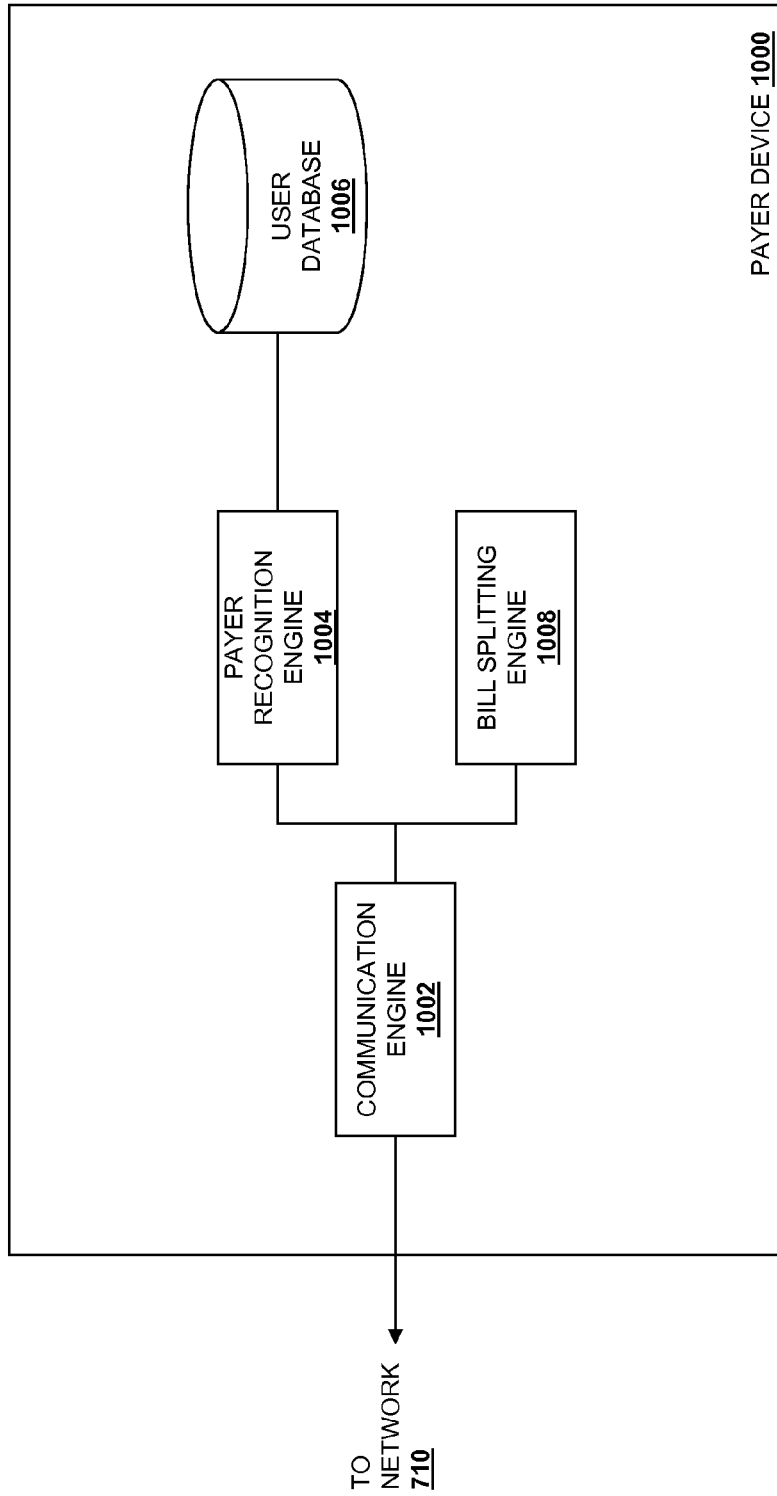 TO
NETWORK
710
COMMUNICATION
ENGINE
1002
PAYER
RECOGNITION
ENGINE
1004
BILL SPLITTING
ENGINE
1008
USER
DATABASE
1006
PAYER DEVICE 1000